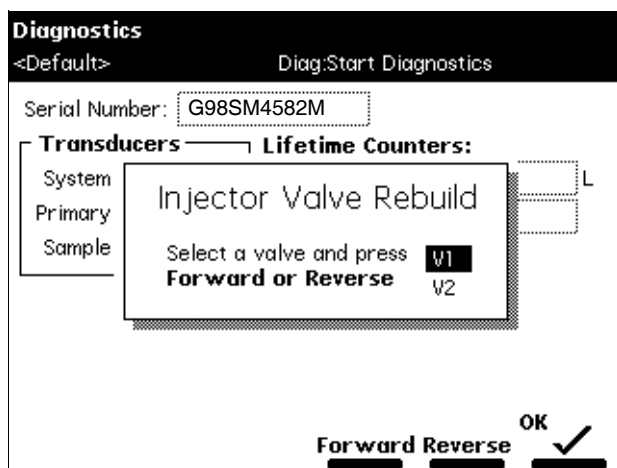 Diagnostics
<Default> Diag:Start Diagnostics
Serial Number: G98SM4582M
Transducers Lifetime Counters:
System L
Primary
Sample
Injector Valve Rebuild
Select a valve and press V1
Forward or Reverse V2
OK
Forward Reverse